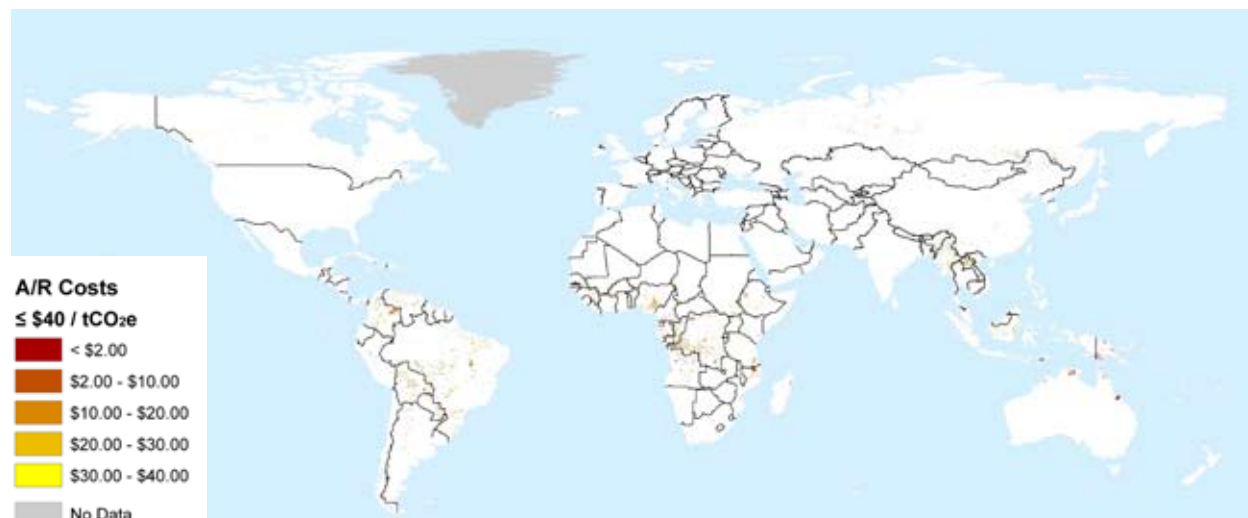 A/R Costs
≤ $40 / tCO₂e
< $2.00
$2.00 - $10.00
$10.00 - $20.00
$20.00 - $30.00
$30.00 - $40.00
No Data